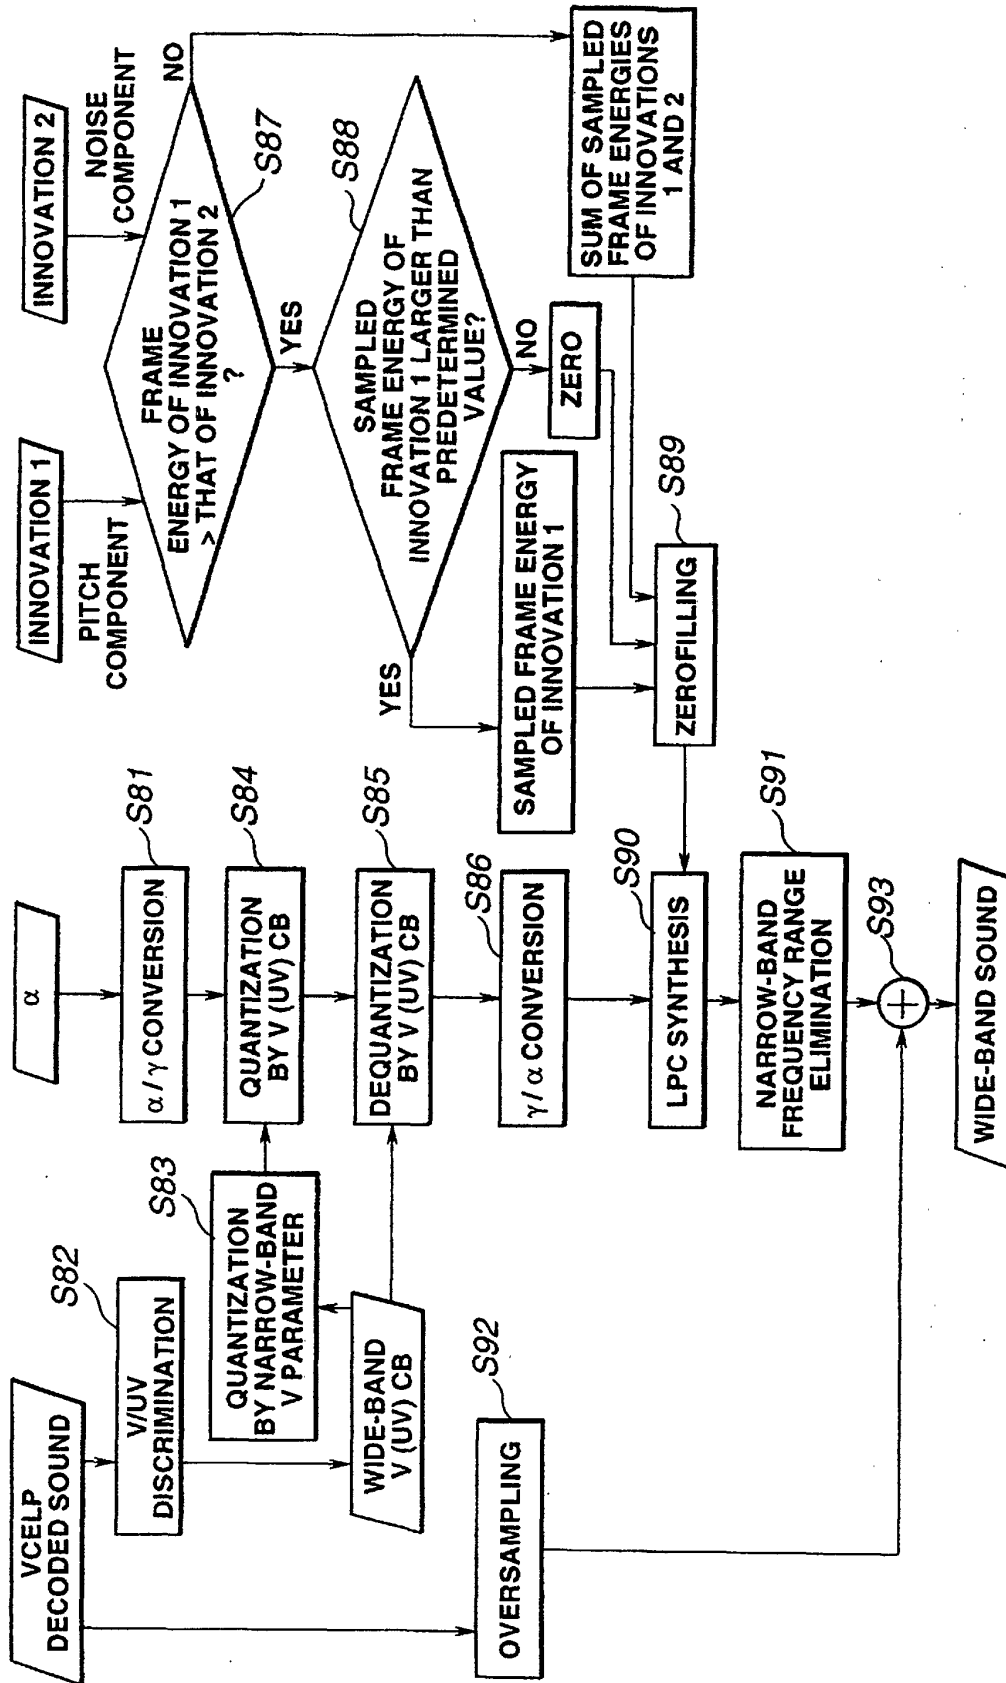 VCELP
DECODED SOUND
α
INNOVATION 1
INNOVATION 2
PITCH
COMPONENT
NOISE
COMPONENT
V/UV
DISCRIMINATION
S82
α/γ CONVERSION
S81
FRAME
ENERGY OF INNOVATION 1
> THAT OF INNOVATION 2
?
S87
NO
YES
QUANTIZATION
BY NARROW-BAND
V PARAMETER
S83
QUANTIZATION
BY V (UV) CB
S84
WIDE-BAND
V (UV) CB
DEQUANTIZATION
BY V (UV) CB
S85
SAMPLED
FRAME ENERGY OF
INNOVATION 1 LARGER THAN
PREDETERMINED
VALUE?
S88
YES
NO
OVERSAMPLING
S92
γ/α CONVERSION
S86
SAMPLED FRAME ENERGY
OF INNOVATION 1
ZERO
SUM OF SAMPLED
FRAME ENERGIES
OF INNOVATIONS
1 AND 2
LPC SYNTHESIS
S90
ZEROFILLING
S89
NARROW-BAND
FREQUENCY RANGE
ELIMINATION
S91
+
S93
WIDE-BAND SOUND